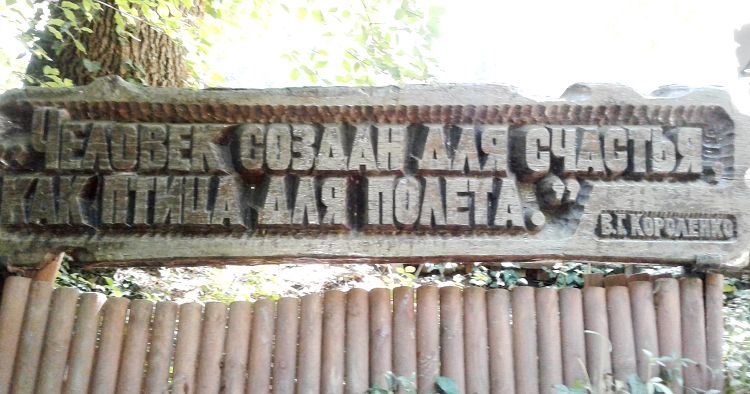 "Человек создан для счастья,
как птица для полета."
В.Г. Короленко